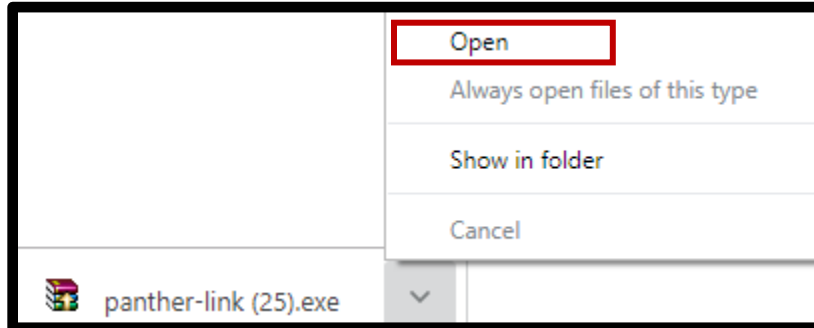 Open
Always open files of this type
Show in folder
Cancel
panther-link (25).exe